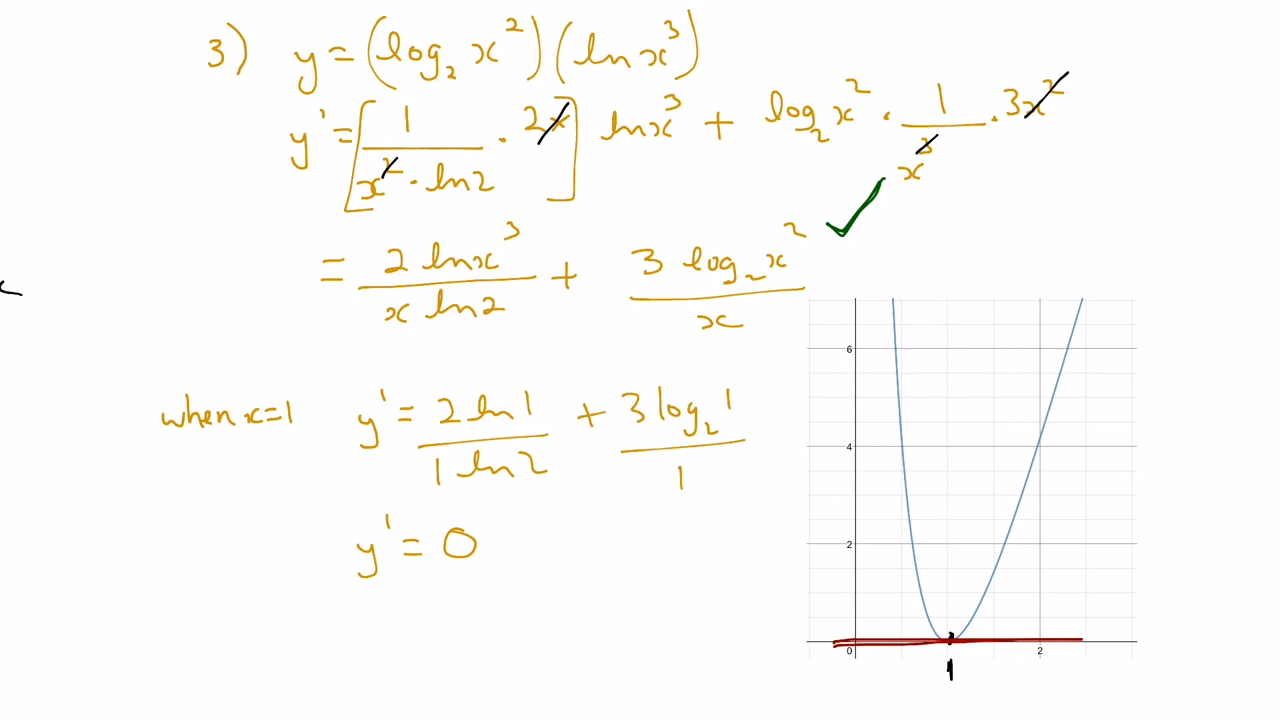 3) y = (log₂ x²)(ln x³)
y' = [1/(x² · ln2) · 2x] ln x³ + log₂ x² · 1/x³ · 3x²
= 2 ln x³/(x ln2) + 3 log₂ x²/x
when x=1 y' = 2 ln 1/(1 ln2) + 3 log₂ 1/1
y' = 0
6
4
2
0 2
1